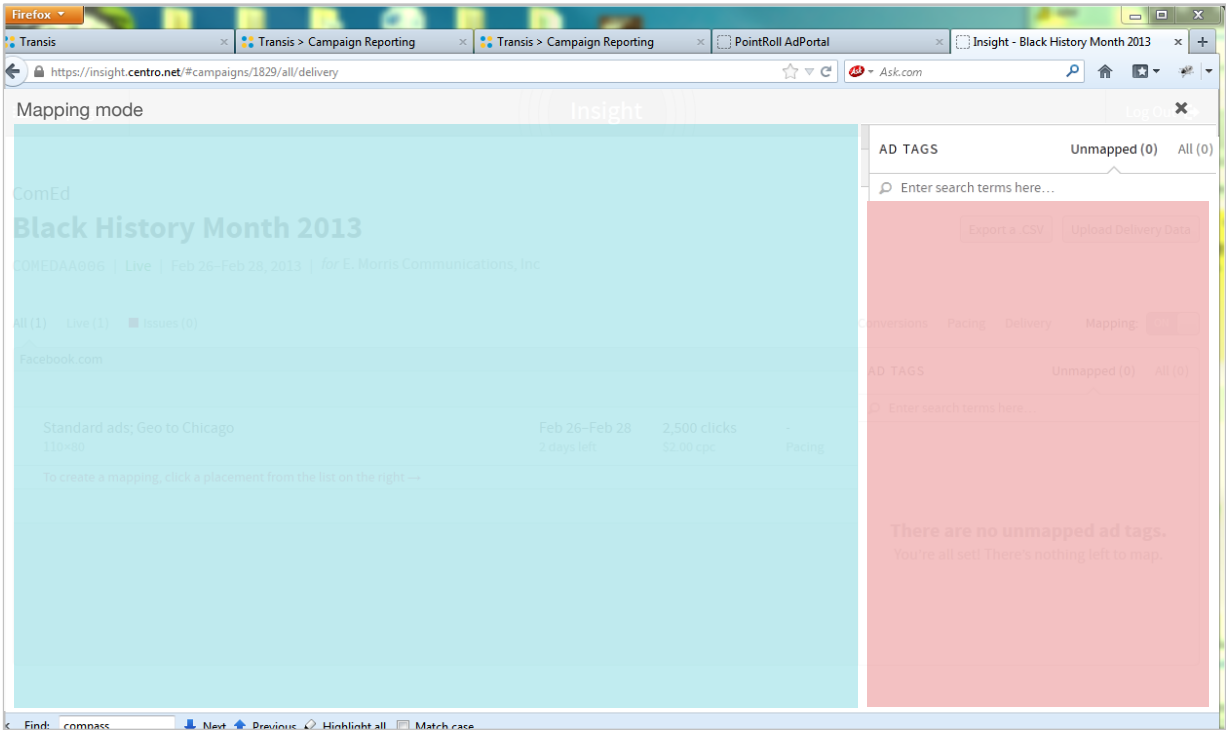 Firefox
Transis
Transis > Campaign Reporting
Transis > Campaign Reporting
PointRoll AdPortal
Insight - Black History Month 2013
https://insight.centro.net/#campaigns/1829/all/delivery
Ask
Ask.com
Mapping mode
Insight
AD TAGS
Unmapped (0)
All (0)
Enter search terms here...
ComEd
Black History Month 2013
Export a .CSV
Upload Delivery Data
COMEDAA006 | Live | Feb 26-Feb 28, 2013 | for E. Morris Communications, Inc
All (1)
Live (1)
Issues (0)
Conversions
Pacing
Delivery
Mapping:
Facebook.com
AD TAGS
Unmapped (0)
All (0)
Enter search terms here...
Standard ads; Geo to Chicago
Feb 26–Feb 28
2,500 clicks
-
110×80
2 days left
$2.00 cpc
Pacing
To create a mapping, click a placement from the list on the right →
There are no unmapped ad tags.
You're all set! There's nothing left to map.
Find: compass
Next
Previous
Highlight all
Match case